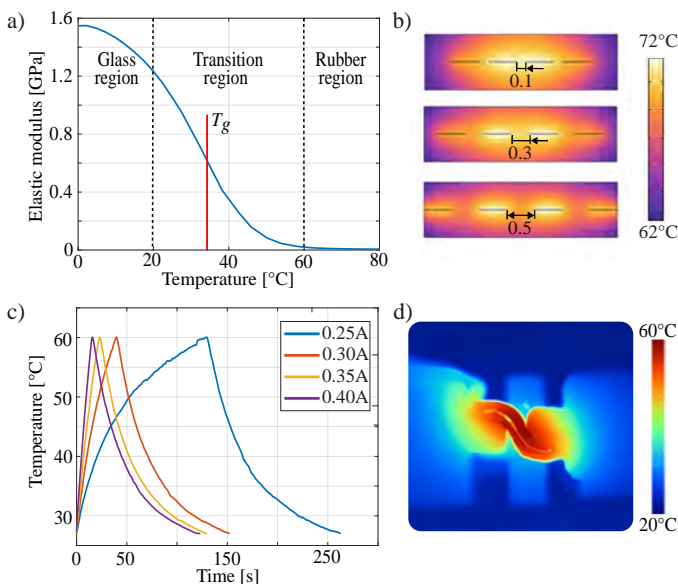 a)
Elastic modulus [GPa]
1.6
1.2
0.8
0.4
0
Glass region
Transition region
Rubber region
Tg
0
20
40
60
80
Temperature [°C]
b)
0.1
0.3
0.5
72°C
62°C
c)
Temperature [°C]
60
50
40
30
0.25A
0.30A
0.35A
0.40A
0
50
100
150
200
250
Time [s]
d)
60°C
20°C